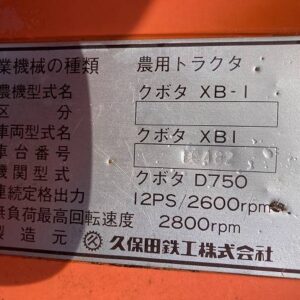 業機械の種類 農用トラクタ
農機型式名 クボタ XB-1
区分
車両型式名 クボタ XB1
車台番号
機関型式 クボタ D750
連続定格出力 12PS/2600rpm
無負荷最高回転速度 2800rpm
製造元 久保田鉄工株式会社